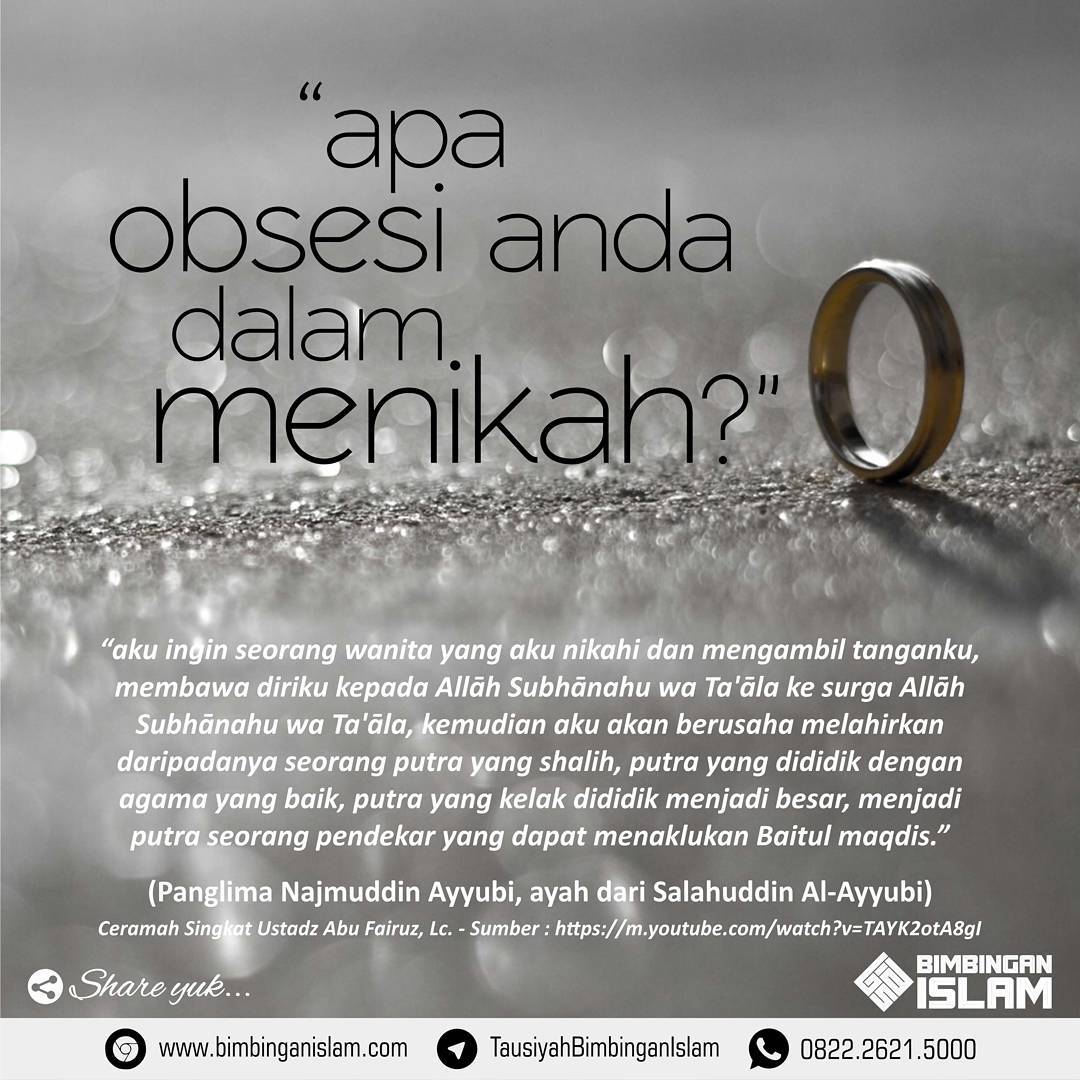 “apa
obsesi anda
dalam
menikah?”
“aku ingin seorang wanita yang aku nikahi dan mengambil tanganku,
membawa diriku kepada Allāh Subhānahu wa Ta'āla ke surga Allāh
Subhānahu wa Ta'āla, kemudian aku akan berusaha melahirkan
daripadanya seorang putra yang shalih, putra yang dididik dengan
agama yang baik, putra yang kelak dididik menjadi besar, menjadi
putra seorang pendekar yang dapat menaklukan Baitul maqdis.”
(Panglima Najmuddin Ayyubi, ayah dari Salahuddin Al-Ayyubi)
Ceramah Singkat Ustadz Abu Fairuz, Lc. - Sumber : https://m.youtube.com/watch?v=TAYK2otA8gI
Share yuk...
BIMBINGAN
ISLAM
www.bimbinganislam.com
TausiyahBimbinganIslam
0822.2621.5000